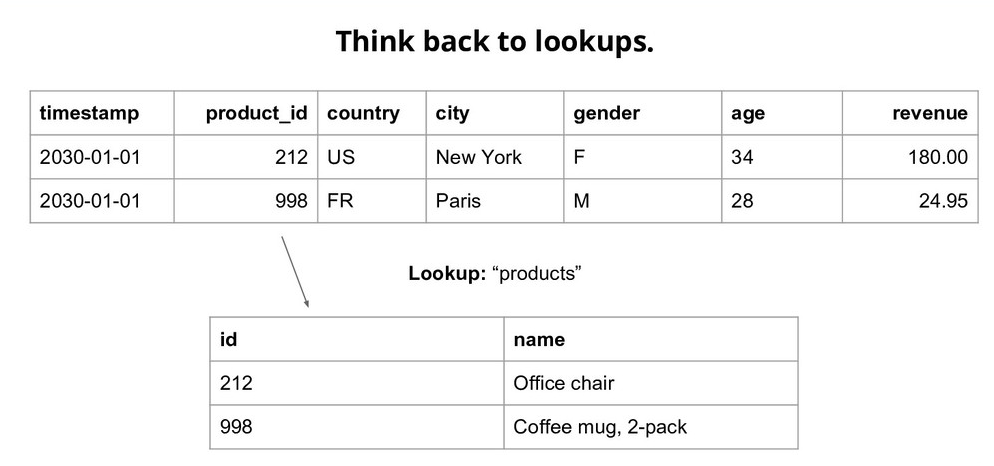 Think back to lookups.
timestamp product_id country city gender age revenue
2030-01-01 212 US New York F 34 180.00
2030-01-01 998 FR Paris M 28 24.95
Lookup: “products”
id name
212 Office chair
998 Coffee mug, 2-pack